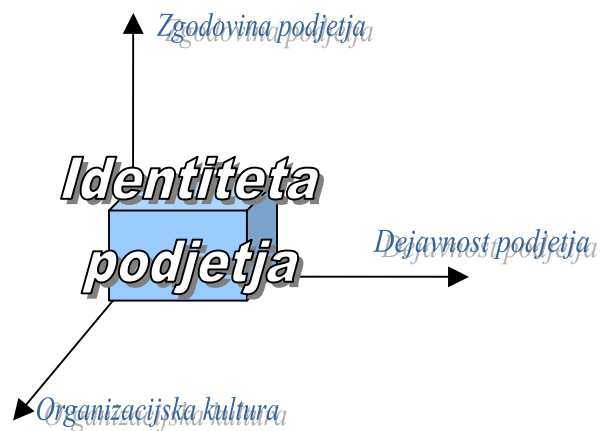 Zgodovina podjetja
Identiteta
podjetja
Dejavnost podjetja
Organizacijska kultura